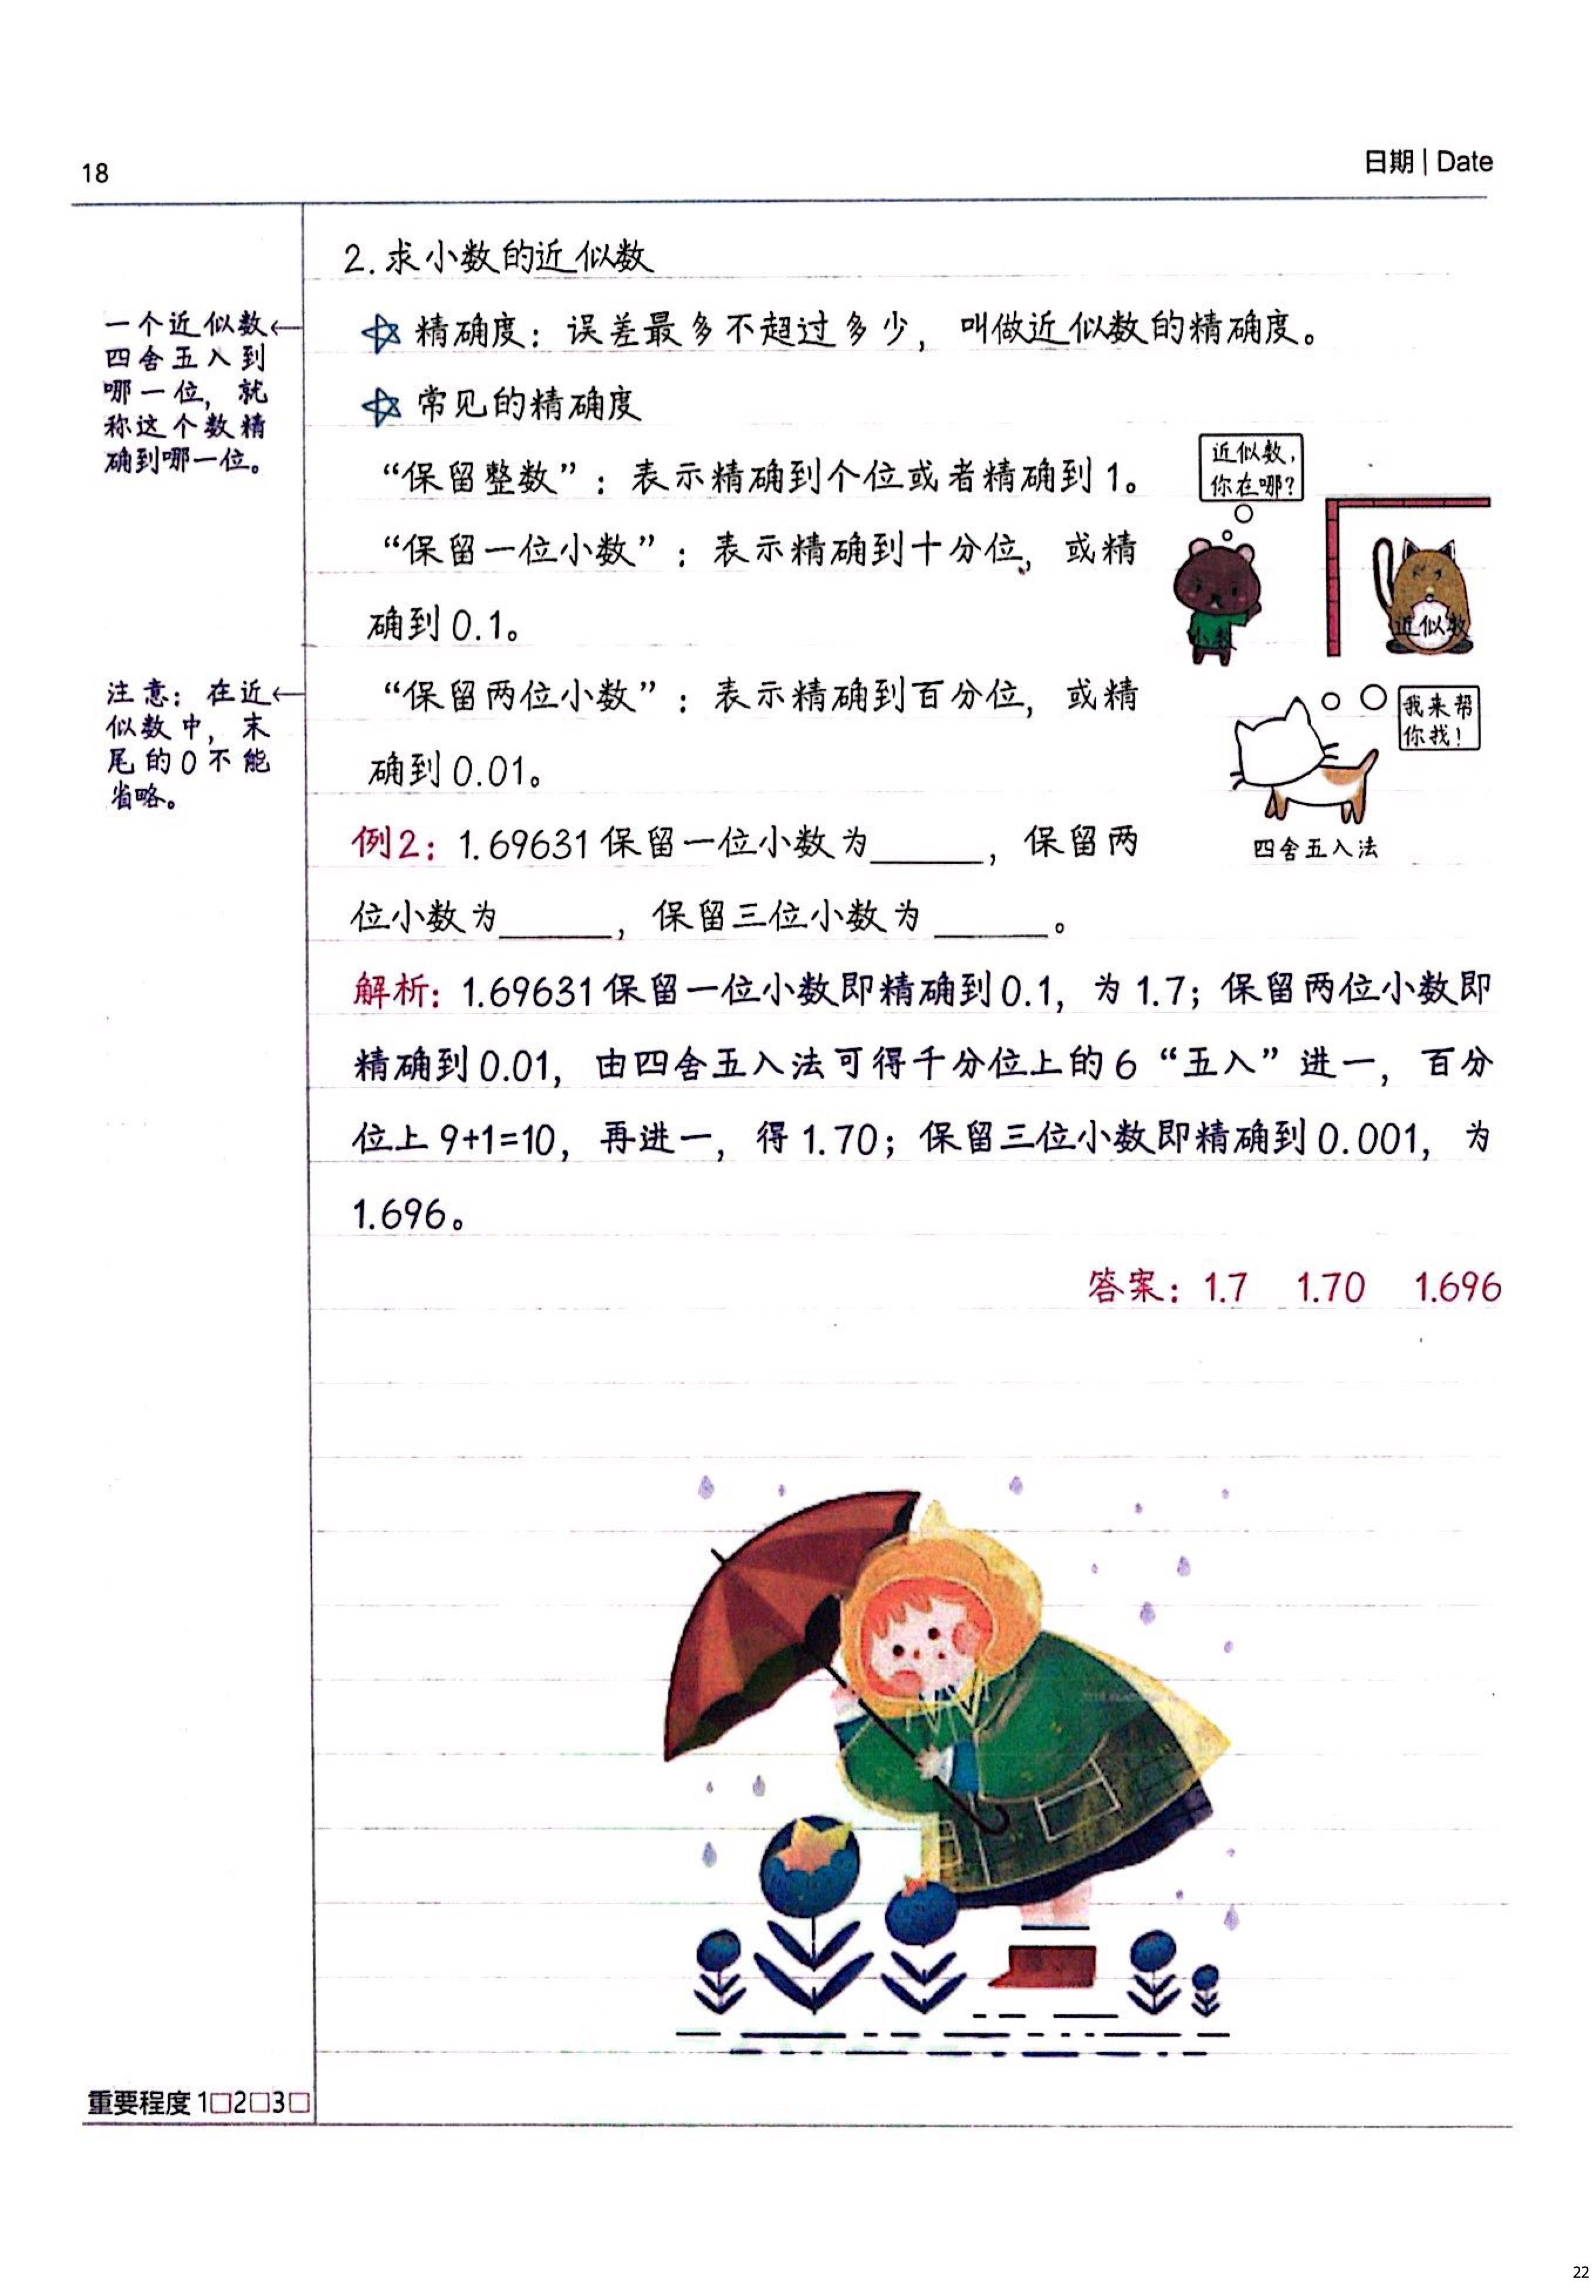 18
日期 | Date
2.求小数的近似数
一个近似数
四舍五入到
哪一位，就
称这个数精
确到哪一位。
精确度：误差最多不超过多少，叫做近似数的精确度。
常见的精确度
“保留整数”：表示精确到个位或者精确到1。
“保留一位小数”：表示精确到十分位，或精
确到0.1。
近似数，
你在哪？
小数
近似数
注意：在近
似数中，末
尾的0不能
省略。
“保留两位小数”：表示精确到百分位，或精
确到0.01。
我来帮
你找！
四舍五入法
例2：1.69631保留一位小数为______，保留两
位小数为______，保留三位小数为______。
解析：1.69631保留一位小数即精确到0.1，为1.7；保留两位小数即
精确到0.01，由四舍五入法可得千分位上的6“五入”进一，百分
位上9+1=10，再进一，得1.70；保留三位小数即精确到0.001，为
1.696。
答案：1.7 1.70 1.696
重要程度1□2□3□
22